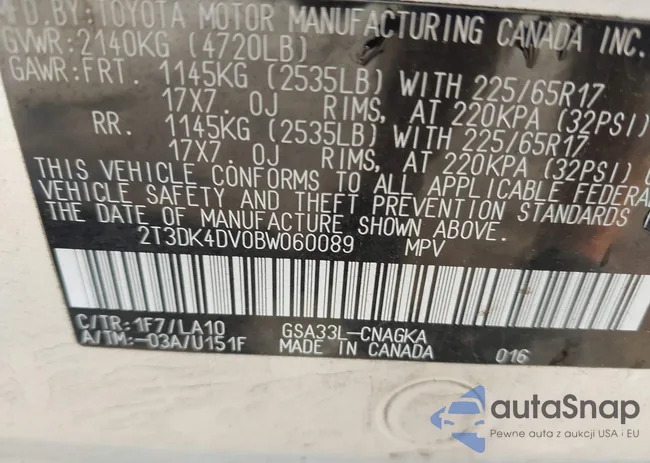 MFD.BY:TOYOTA MOTOR MANUFACTURING CANADA INC.
GVWR:2140KG (4720LB)
GAWR:FRT. 1145KG (2535LB) WITH 225/65R17
17X7.0J RIMS, AT 220KPA (32PSI)
RR. 1145KG (2535LB) WITH 225/65R17
17X7.0J RIMS, AT 220KPA (32PSI)
THIS VEHICLE CONFORMS TO ALL APPLICABLE FEDERA
VEHICLE SAFETY AND THEFT PREVENTION STANDARDS
THE DATE OF MANUFACTURE SHOWN ABOVE.
2T3DK4DV0BW060089 MPV
C/TR:1F7/LA10 GSA33L-CNAGKA
A/TM:-03A/U151F MADE IN CANADA 016
autoSnap
Pewne auta z aukcji USA i EU